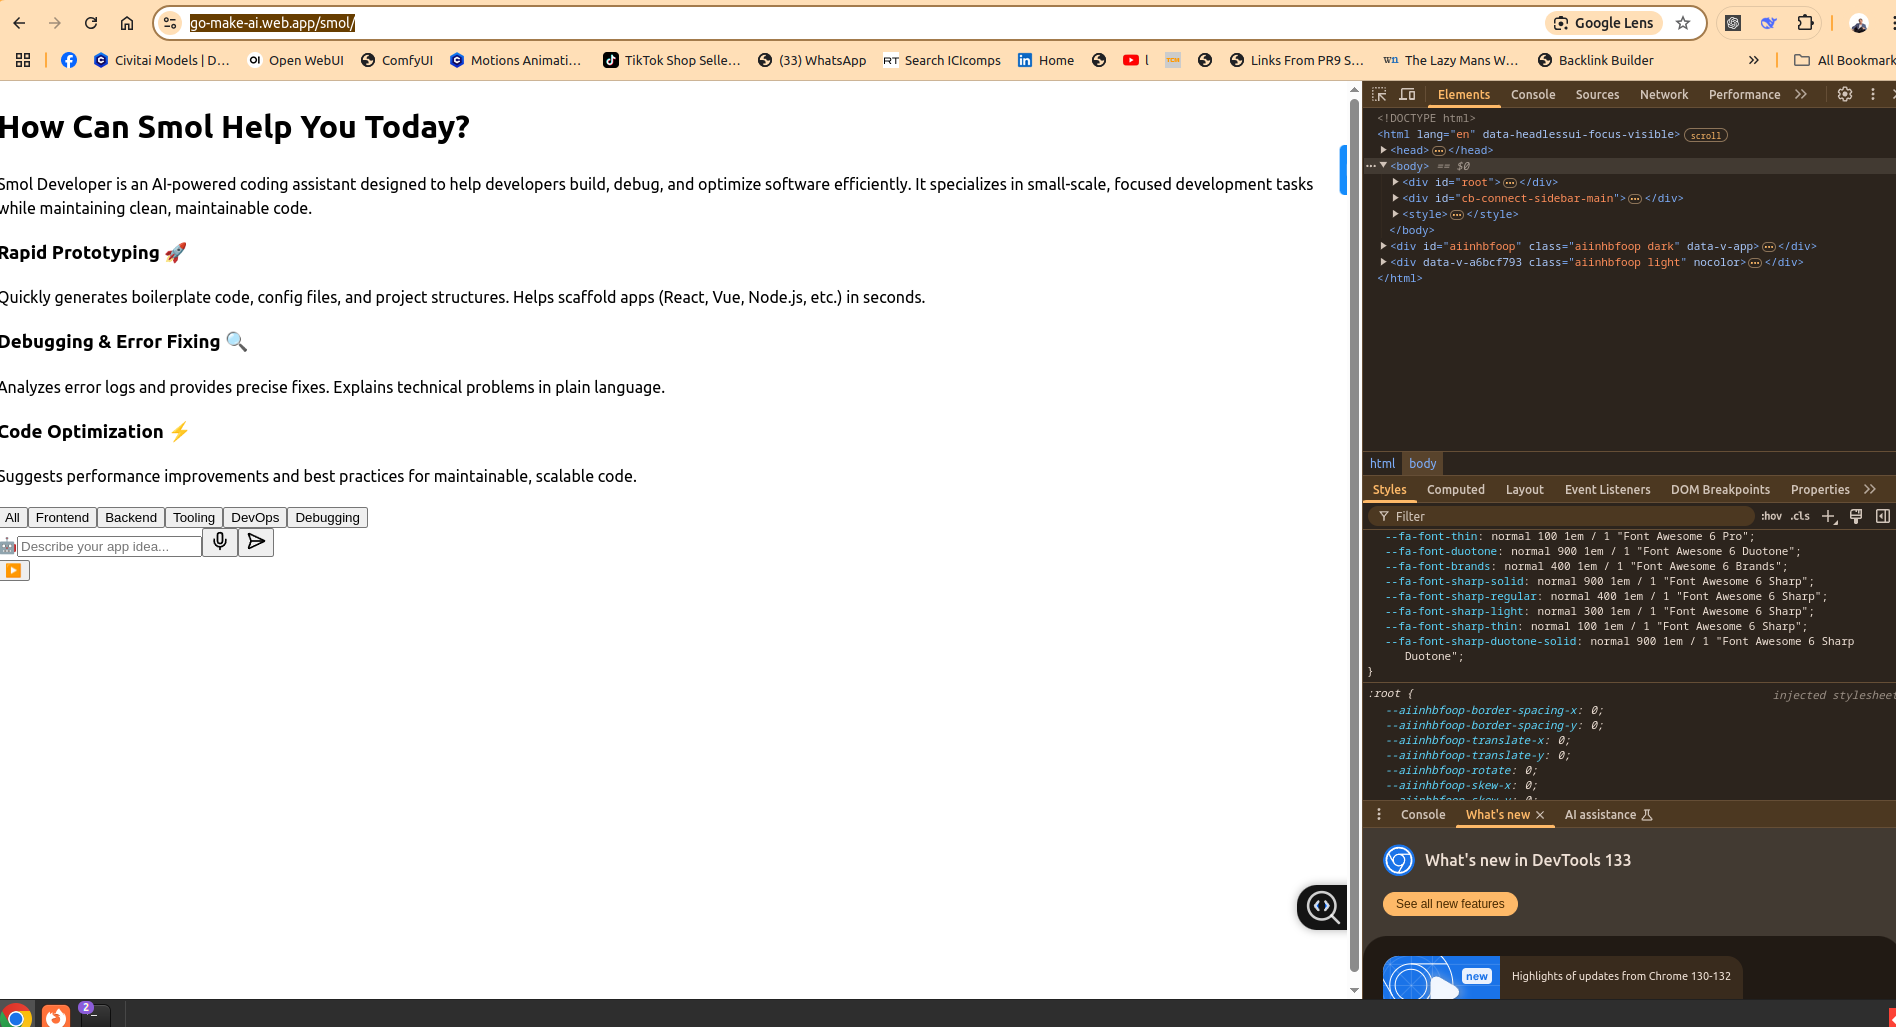 go-make-ai.web.app/smol/
Google Lens
Civitai Models | D...
Open WebUI
ComfyUI
Motions Animati...
TikTok Shop Selle...
(33) WhatsApp
RT Search ICIcomps
Home
l
Links From PR9 S...
wn The Lazy Mans W...
Backlink Builder
»
All Bookmark
How Can Smol Help You Today?
Smol Developer is an AI-powered coding assistant designed to help developers build, debug, and optimize software efficiently. It specializes in small-scale, focused development tasks
while maintaining clean, maintainable code.
Rapid Prototyping 🚀
Quickly generates boilerplate code, config files, and project structures. Helps scaffold apps (React, Vue, Node.js, etc.) in seconds.
Debugging & Error Fixing 🔍
Analyzes error logs and provides precise fixes. Explains technical problems in plain language.
Code Optimization ⚡
Suggests performance improvements and best practices for maintainable, scalable code.
All Frontend Backend Tooling DevOps Debugging
Describe your app idea...
Elements Console Sources Network Performance »
<!DOCTYPE html>
<html lang="en" data-headlessui-focus-visible> scroll
<head> … </head>
<body> == $0
<div id="root"> … </div>
<div id="cb-connect-sidebar-main"> … </div>
<style> … </style>
</body>
<div id="aiinhbfoop" class="aiinhbfoop dark" data-v-app> … </div>
<div data-v-a6bcf793 class="aiinhbfoop light" nocolor> … </div>
</html>
html body
Styles Computed Layout Event Listeners DOM Breakpoints Properties »
Filter :hov .cls
--fa-font-thin: normal 100 1em / 1 "Font Awesome 6 Pro";
--fa-font-duotone: normal 900 1em / 1 "Font Awesome 6 Duotone";
--fa-font-brands: normal 400 1em / 1 "Font Awesome 6 Brands";
--fa-font-sharp-solid: normal 900 1em / 1 "Font Awesome 6 Sharp";
--fa-font-sharp-regular: normal 400 1em / 1 "Font Awesome 6 Sharp";
--fa-font-sharp-light: normal 300 1em / 1 "Font Awesome 6 Sharp";
--fa-font-sharp-thin: normal 100 1em / 1 "Font Awesome 6 Sharp";
--fa-font-sharp-duotone-solid: normal 900 1em / 1 "Font Awesome 6 Sharp
Duotone";
}
:root { injected stylesheet
--aiinhbfoop-border-spacing-x: 0;
--aiinhbfoop-border-spacing-y: 0;
--aiinhbfoop-translate-x: 0;
--aiinhbfoop-translate-y: 0;
--aiinhbfoop-rotate: 0;
--aiinhbfoop-skew-x: 0;
--aiinhbfoop-skew-y: 0;
Console What's new × AI assistance
What's new in DevTools 133
See all new features
new
Highlights of updates from Chrome 130-132
2